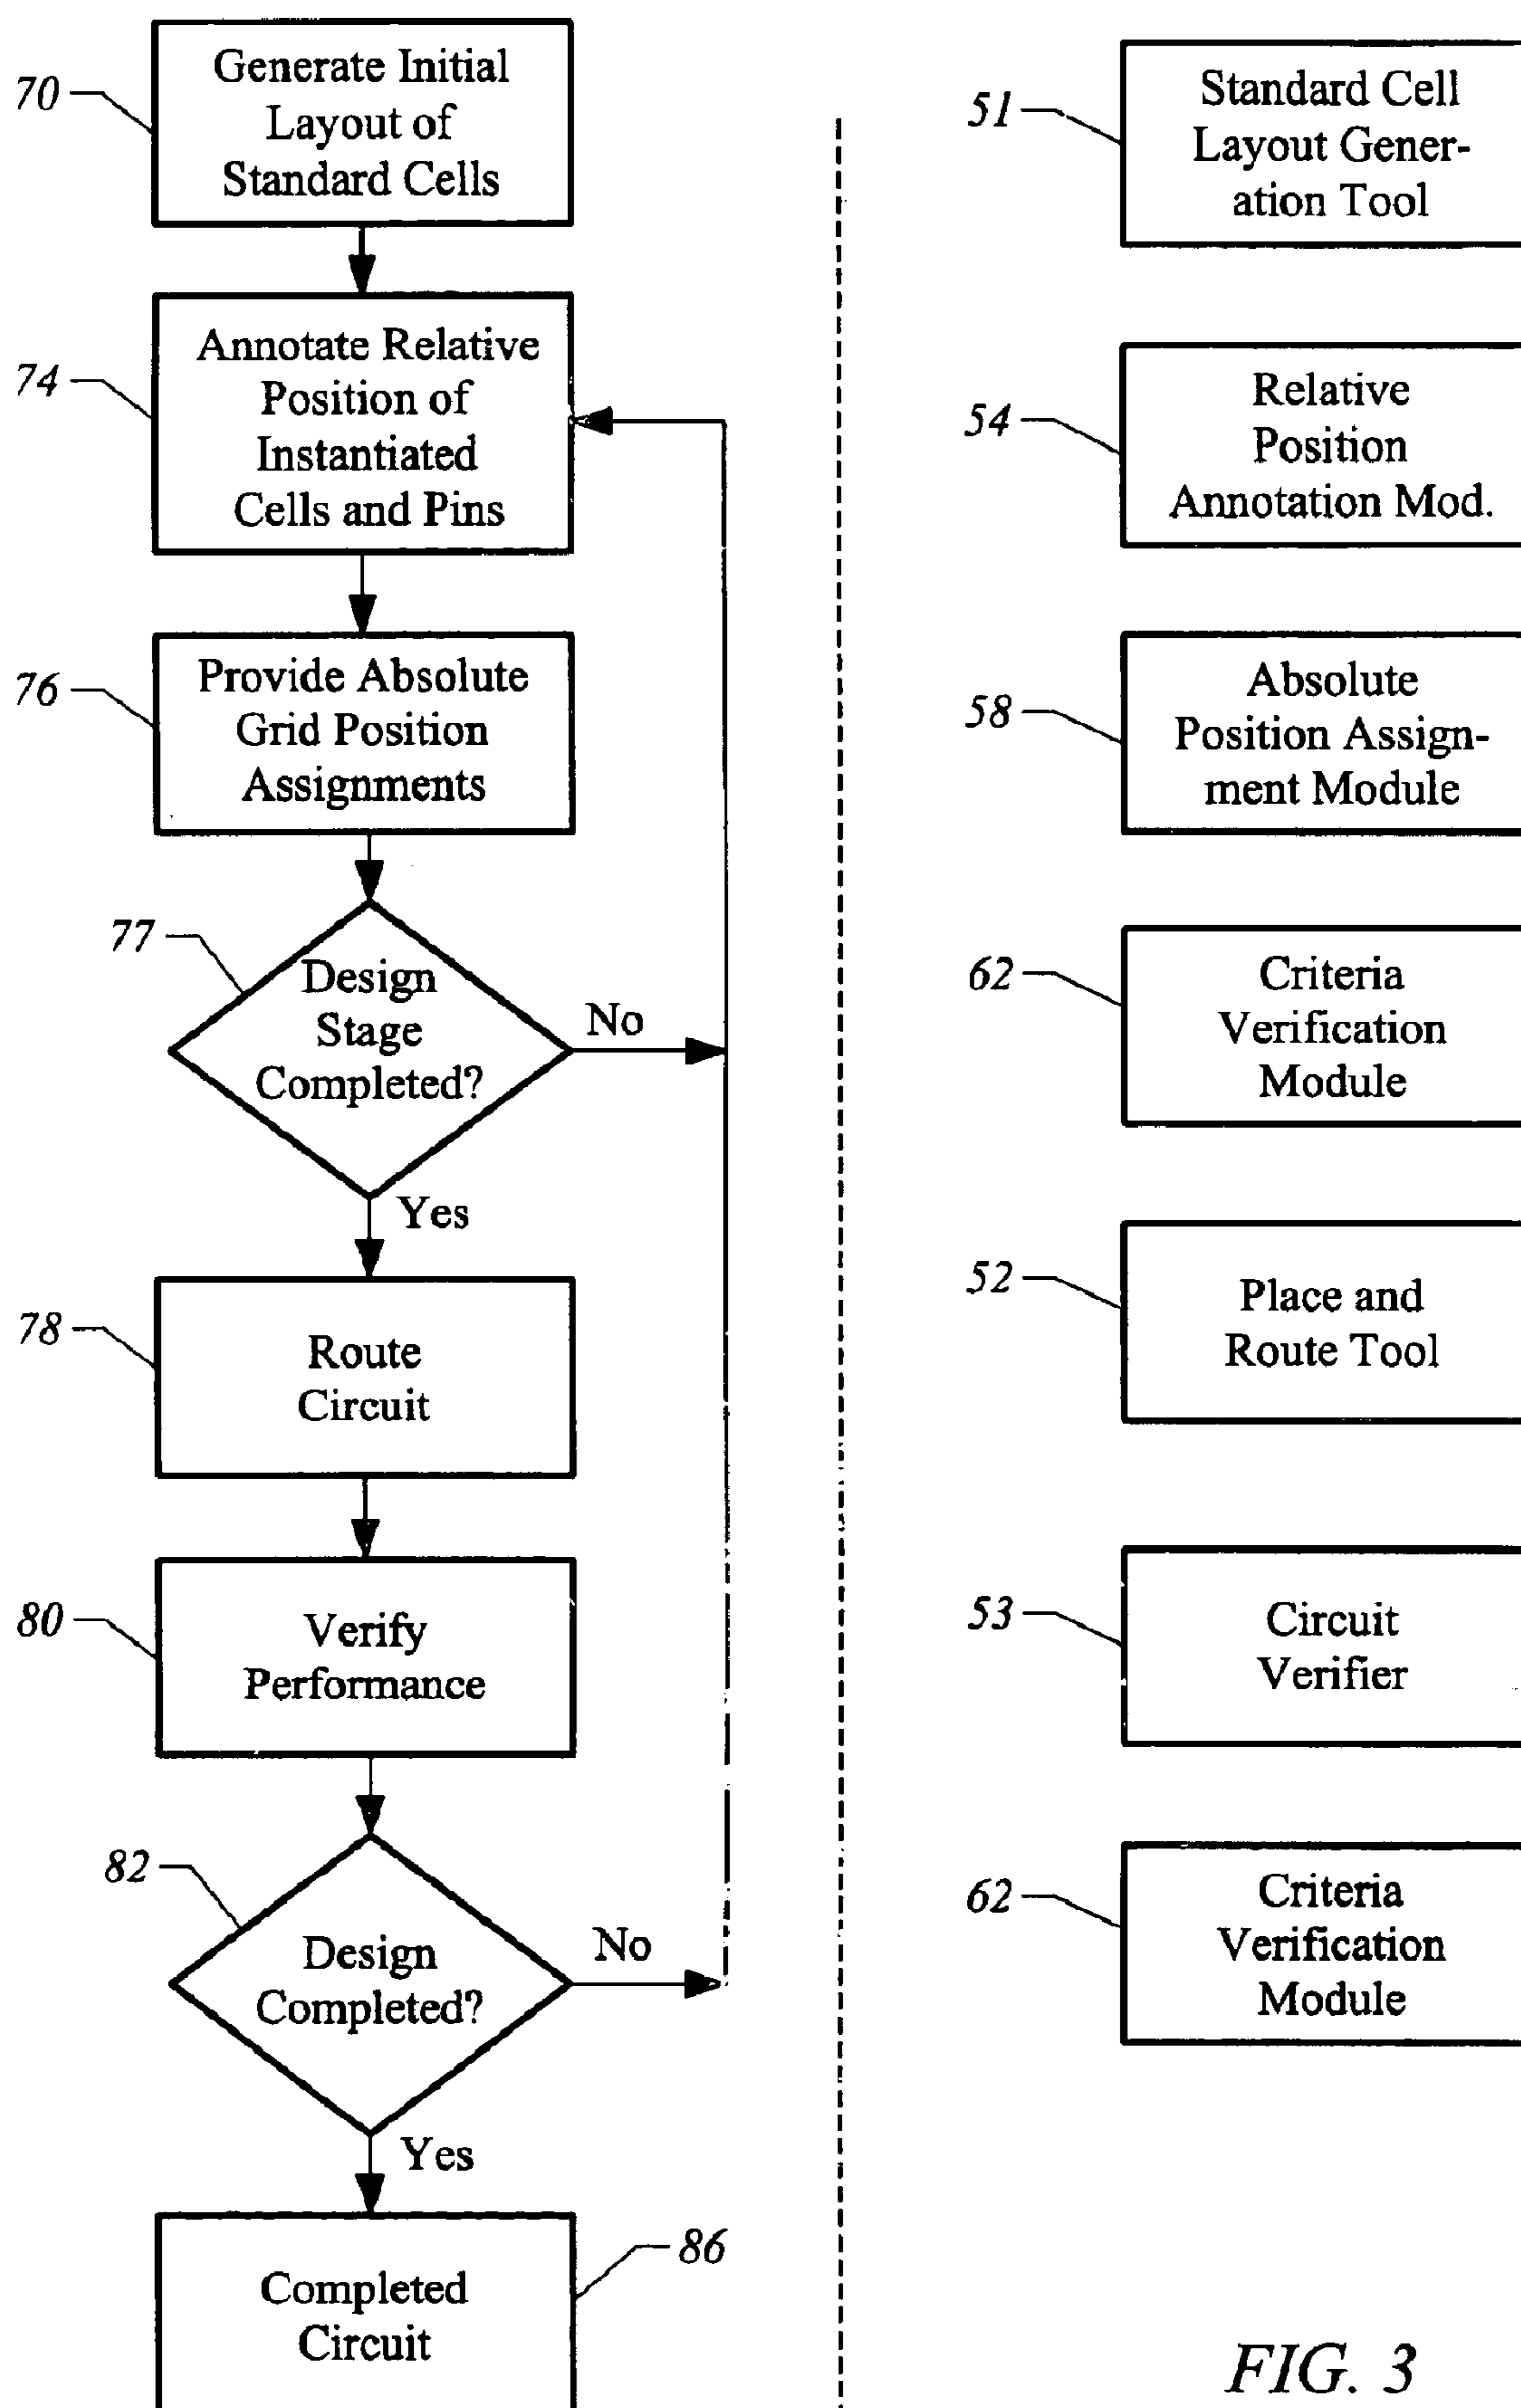 70
Generate Initial
Layout of
Standard Cells
74
Annotate Relative
Position of
Instantiated
Cells and Pins
76
Provide Absolute
Grid Position
Assignments
77
Design
Stage
Completed?
No
Yes
78
Route
Circuit
80
Verify
Performance
82
Design
Completed?
No
Yes
86
Completed
Circuit
51
Standard Cell
Layout Gener-
ation Tool
54
Relative
Position
Annotation Mod.
58
Absolute
Position Assign-
ment Module
62
Criteria
Verification
Module
52
Place and
Route Tool
53
Circuit
Verifier
62
Criteria
Verification
Module
FIG. 3